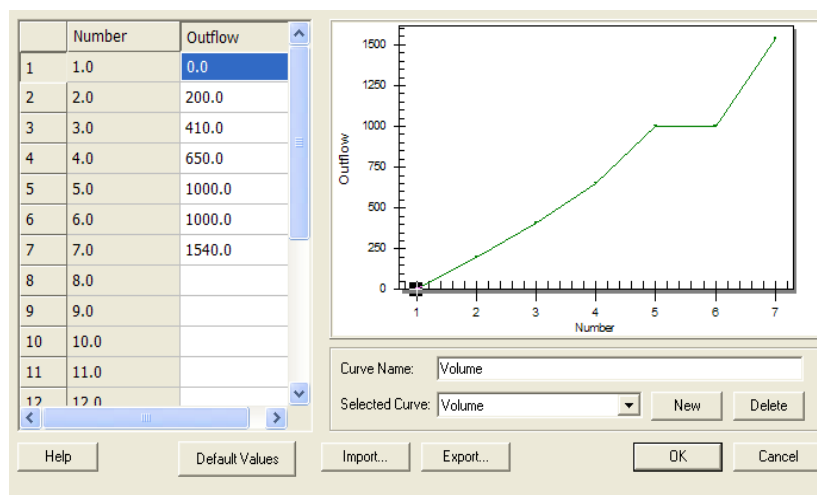 Number Outflow
1 1.0 0.0
2 2.0 200.0
3 3.0 410.0
4 4.0 650.0
5 5.0 1000.0
6 6.0 1000.0
7 7.0 1540.0
8 8.0
9 9.0
10 10.0
11 11.0
12 12.0
1500
1250
1000
750
500
250
0
Outflow
1 2 3 4 5 6 7
Number
Curve Name: Volume
Selected Curve: Volume New Delete
Help Default Values Import... Export... OK Cancel